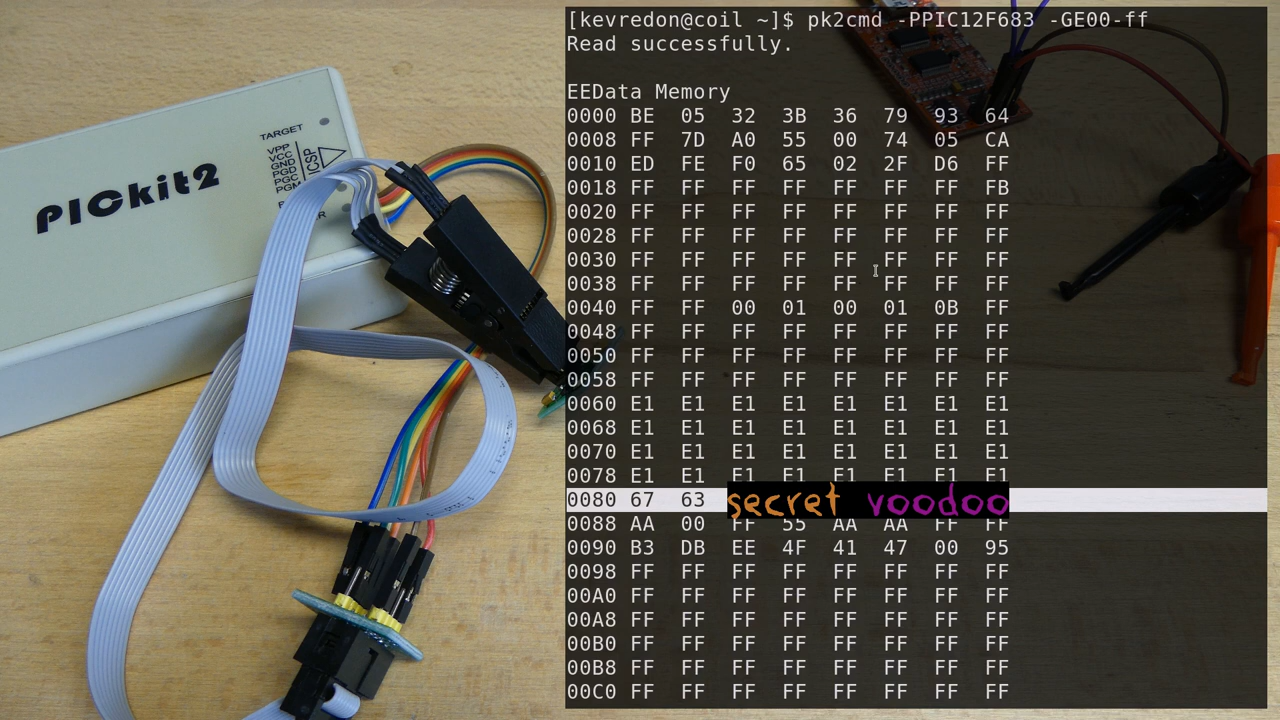 TARGET
VPP
VCC
GND
PGD
PGC
PGM
ICSP
PICkit2
[kevredon@coil ~]$ pk2cmd -PPIC12F683 -GE00-ff
Read successfully.
EEData Memory
0000 BE 05 32 3B 36 79 93 64
0008 FF 7D A0 55 00 74 05 CA
0010 ED FE F0 65 02 2F D6 FF
0018 FF FF FF FF FF FF FF FB
0020 FF FF FF FF FF FF FF FF
0028 FF FF FF FF FF FF FF FF
0030 FF FF FF FF FF FF FF FF
0038 FF FF FF FF FF FF FF FF
0040 FF FF 00 01 00 01 0B FF
0048 FF FF FF FF FF FF FF FF
0050 FF FF FF FF FF FF FF FF
0058 FF FF FF FF FF FF FF FF
0060 E1 E1 E1 E1 E1 E1 E1 E1
0068 E1 E1 E1 E1 E1 E1 E1 E1
0070 E1 E1 E1 E1 E1 E1 E1 E1
0078 E1 E1 E1 E1 E1 E1 E1 E1
0080 67 63 secret voodoo
0088 AA 00 FF 55 AA AA FF FF
0090 B3 DB EE 4F 41 47 00 95
0098 FF FF FF FF FF FF FF FF
00A0 FF FF FF FF FF FF FF FF
00A8 FF FF FF FF FF FF FF FF
00B0 FF FF FF FF FF FF FF FF
00B8 FF FF FF FF FF FF FF FF
00C0 FF FF FF FF FF FF FF FF